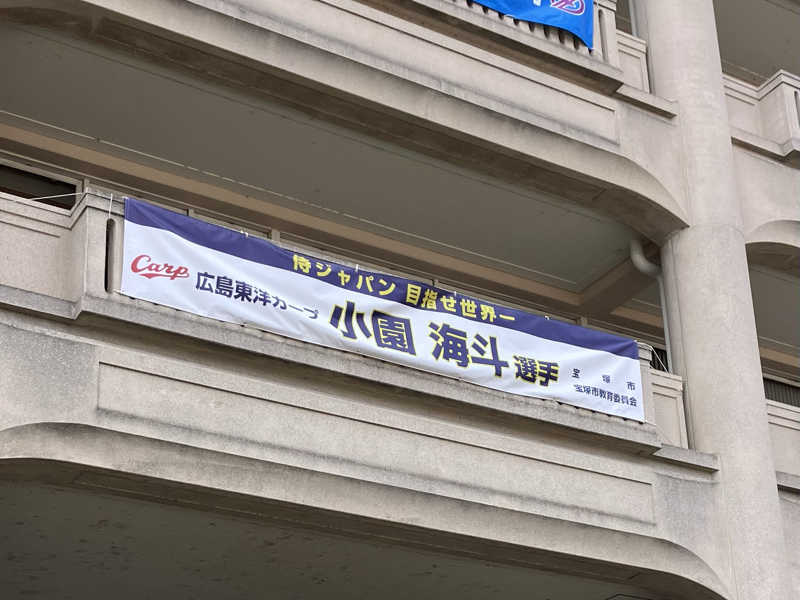 侍ジャパン 目指せ世界一
Carp 広島東洋カープ 小園 海斗 選手
宝塚市
宝塚市教育委員会